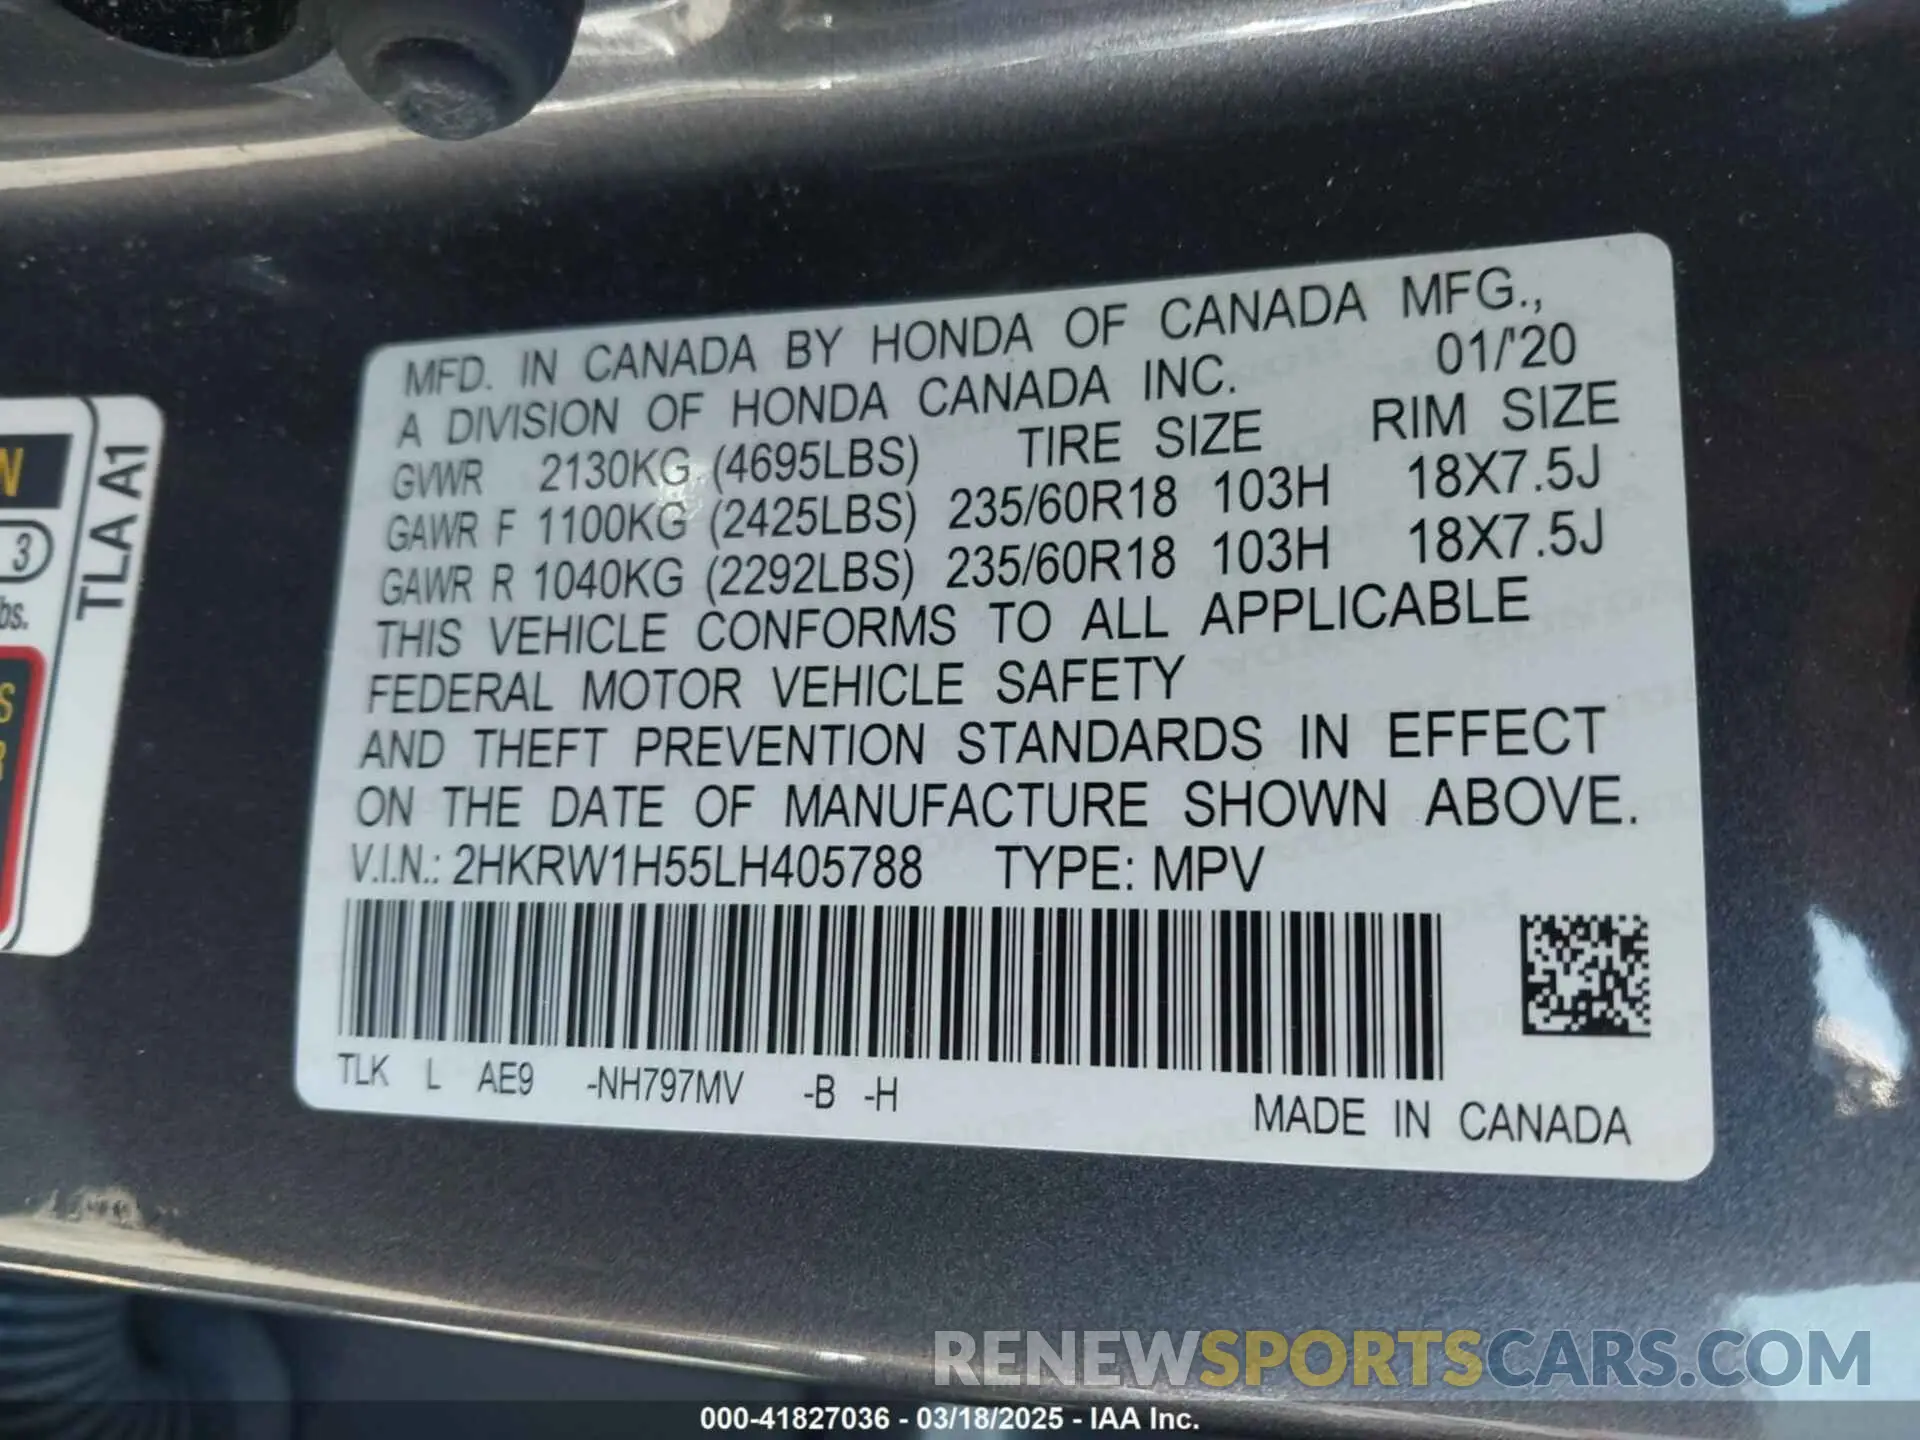 MFD. IN CANADA BY HONDA OF CANADA MFG.,
A DIVISION OF HONDA CANADA INC. 01/'20
GVWR 2130KG (4695LBS) TIRE SIZE RIM SIZE
GAWR F 1100KG (2425LBS) 235/60R18 103H 18X7.5J
GAWR R 1040KG (2292LBS) 235/60R18 103H 18X7.5J
THIS VEHICLE CONFORMS TO ALL APPLICABLE
FEDERAL MOTOR VEHICLE SAFETY
AND THEFT PREVENTION STANDARDS IN EFFECT
ON THE DATE OF MANUFACTURE SHOWN ABOVE.
V.I.N.: 2HKRW1H55LH405788 TYPE: MPV
TLK L AE9 -NH797MV -B -H
MADE IN CANADA
TLA A1
3
RENEWSPORTSCARS.COM
000-41827036 - 03/18/2025 - IAA Inc.